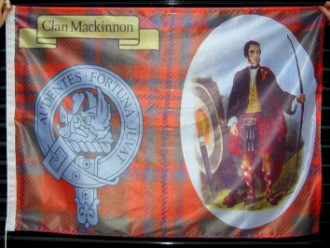 Clan Mackinnon
AUDENTES · FORTUNA · JUVAT